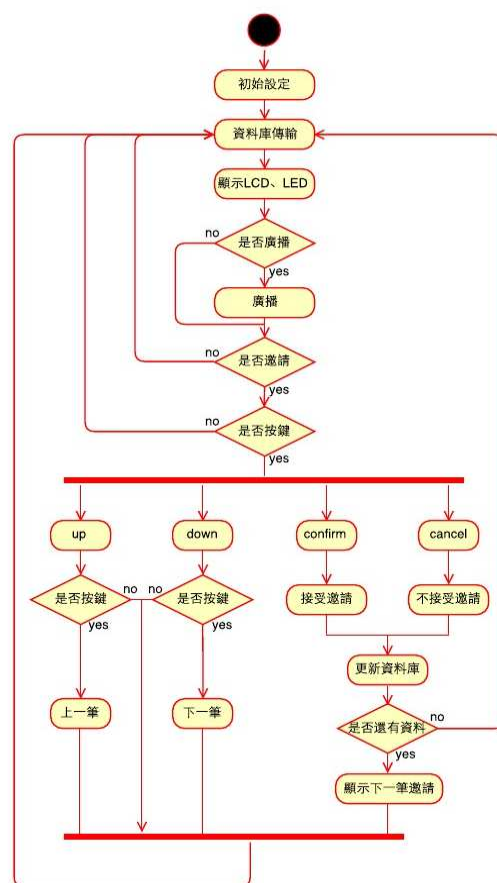 初始設定
資料庫傳輸
顯示LCD、LED
no
是否廣播
yes
廣播
no
是否邀請
yes
no
是否按鍵
yes
up
down
confirm
cancel
是否按鍵
no
no
是否按鍵
接受邀請
不接受邀請
yes
yes
更新資料庫
上一筆
下一筆
是否還有資料
no
yes
顯示下一筆邀請